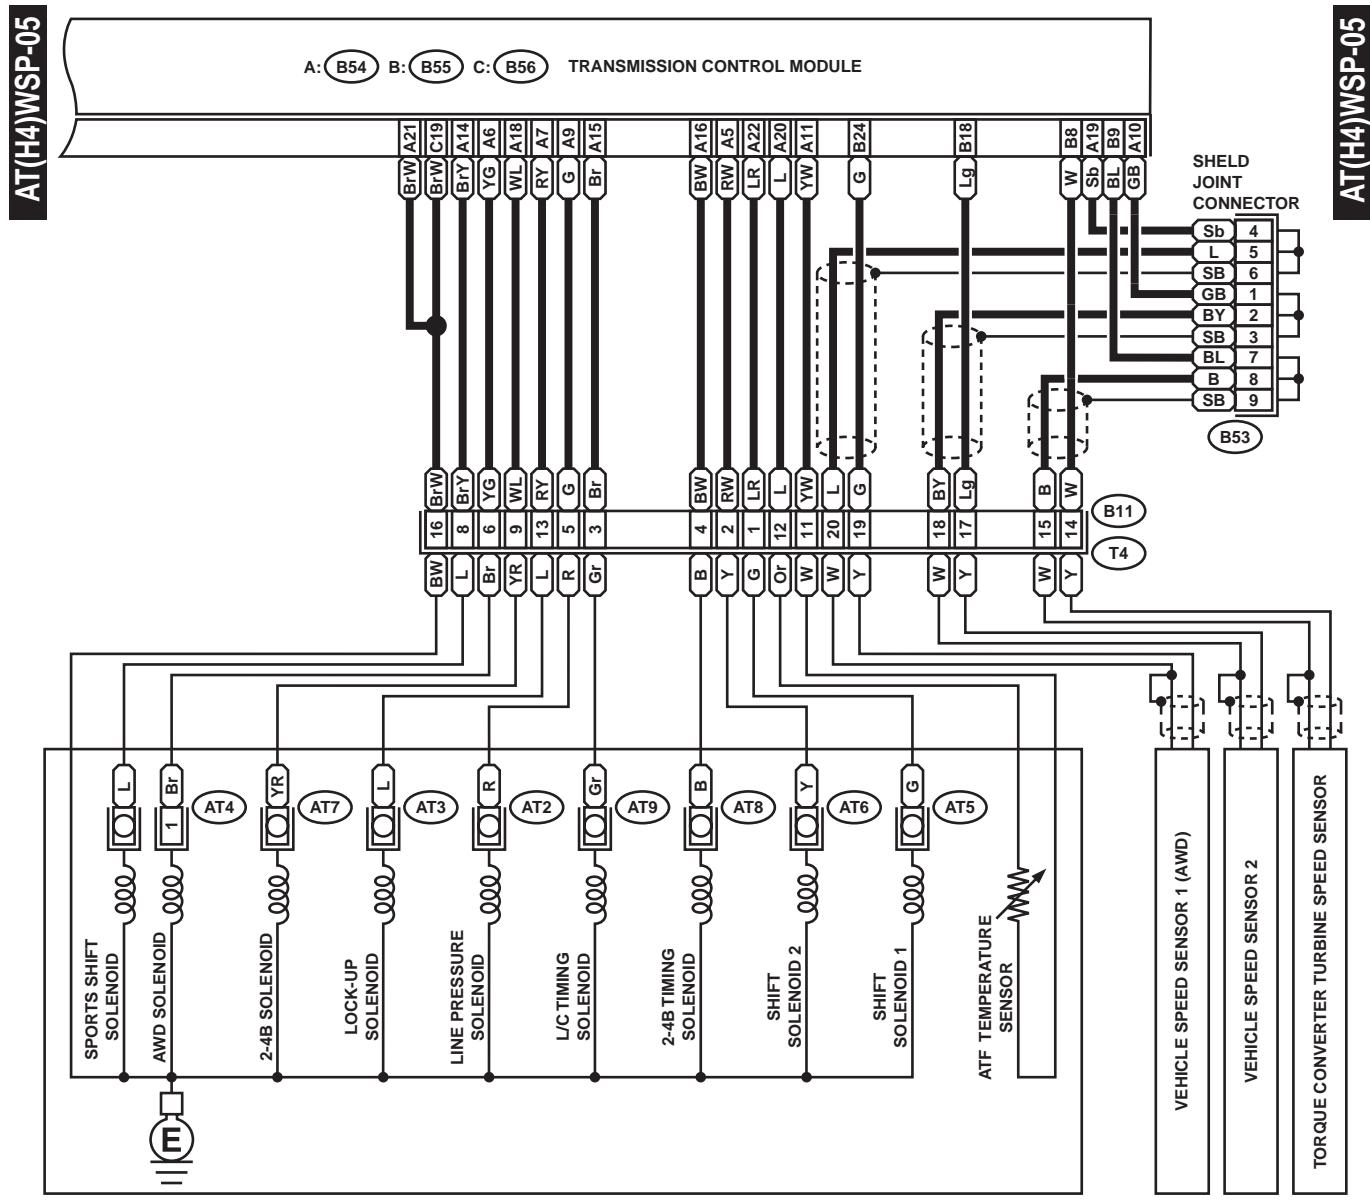 AT(H4)WSP-05
AT(H4)WSP-05
A: B54 B: B55 C: B56 TRANSMISSION CONTROL MODULE
A21 C19 A14 A6 A18 A7 A9 A15 A16 A5 A22 A20 A11 B24 B18 B8 A19 B9 A10
BrW BrW BrY YG WL RY G Br BW RW LR L YW G Lg W Sb BL GB
SHELD
JOINT
CONNECTOR
Sb 4
L 5
SB 6
GB 1
BY 2
SB 3
BL 7
B 8
SB 9
B53
BrW BrY YG WL RY G Br BW RW LR L YW L G BY Lg B W
16 8 6 9 13 5 3 4 2 1 12 11 20 19 18 17 15 14
B11
T4
BW L Br YR L R Gr B Y G Or W W Y W Y W Y
L Br YR L R Gr B Y G
1 AT4 AT7 AT3 AT2 AT9 AT8 AT6 AT5
SPORTS SHIFT
SOLENOID
AWD SOLENOID
2-4B SOLENOID
LOCK-UP
SOLENOID
LINE PRESSURE
SOLENOID
L/C TIMING
SOLENOID
2-4B TIMING
SOLENOID
SHIFT
SOLENOID 2
SHIFT
SOLENOID 1
ATF TEMPERATURE
SENSOR
VEHICLE SPEED SENSOR 1 (AWD)
VEHICLE SPEED SENSOR 2
TORQUE CONVERTER TURBINE SPEED SENSOR
E